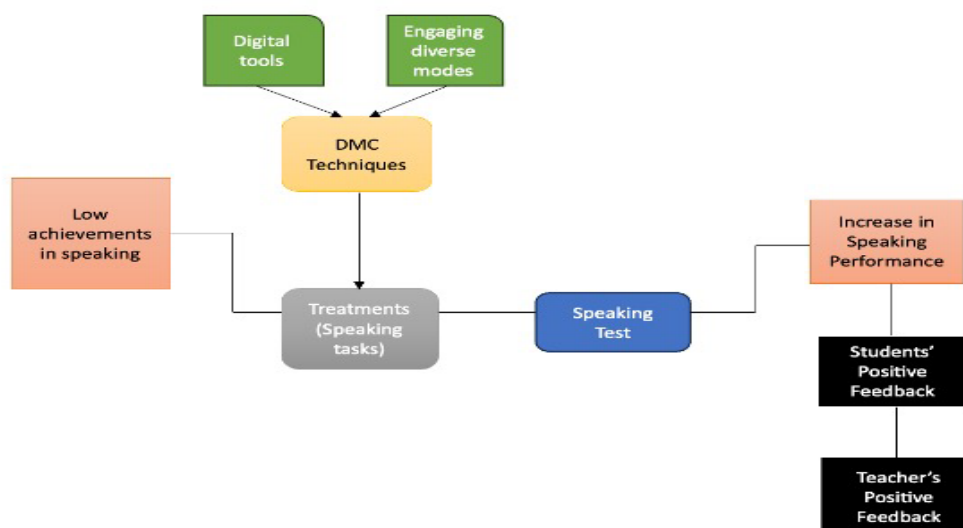 Digital
tools
Engaging
diverse
modes
DMC
Techniques
Low
achievements
in speaking
Increase in
Speaking
Performance
Treatments
(Speaking
tasks)
Speaking
Test
Students’
Positive
Feedback
Teacher’s
Positive
Feedback